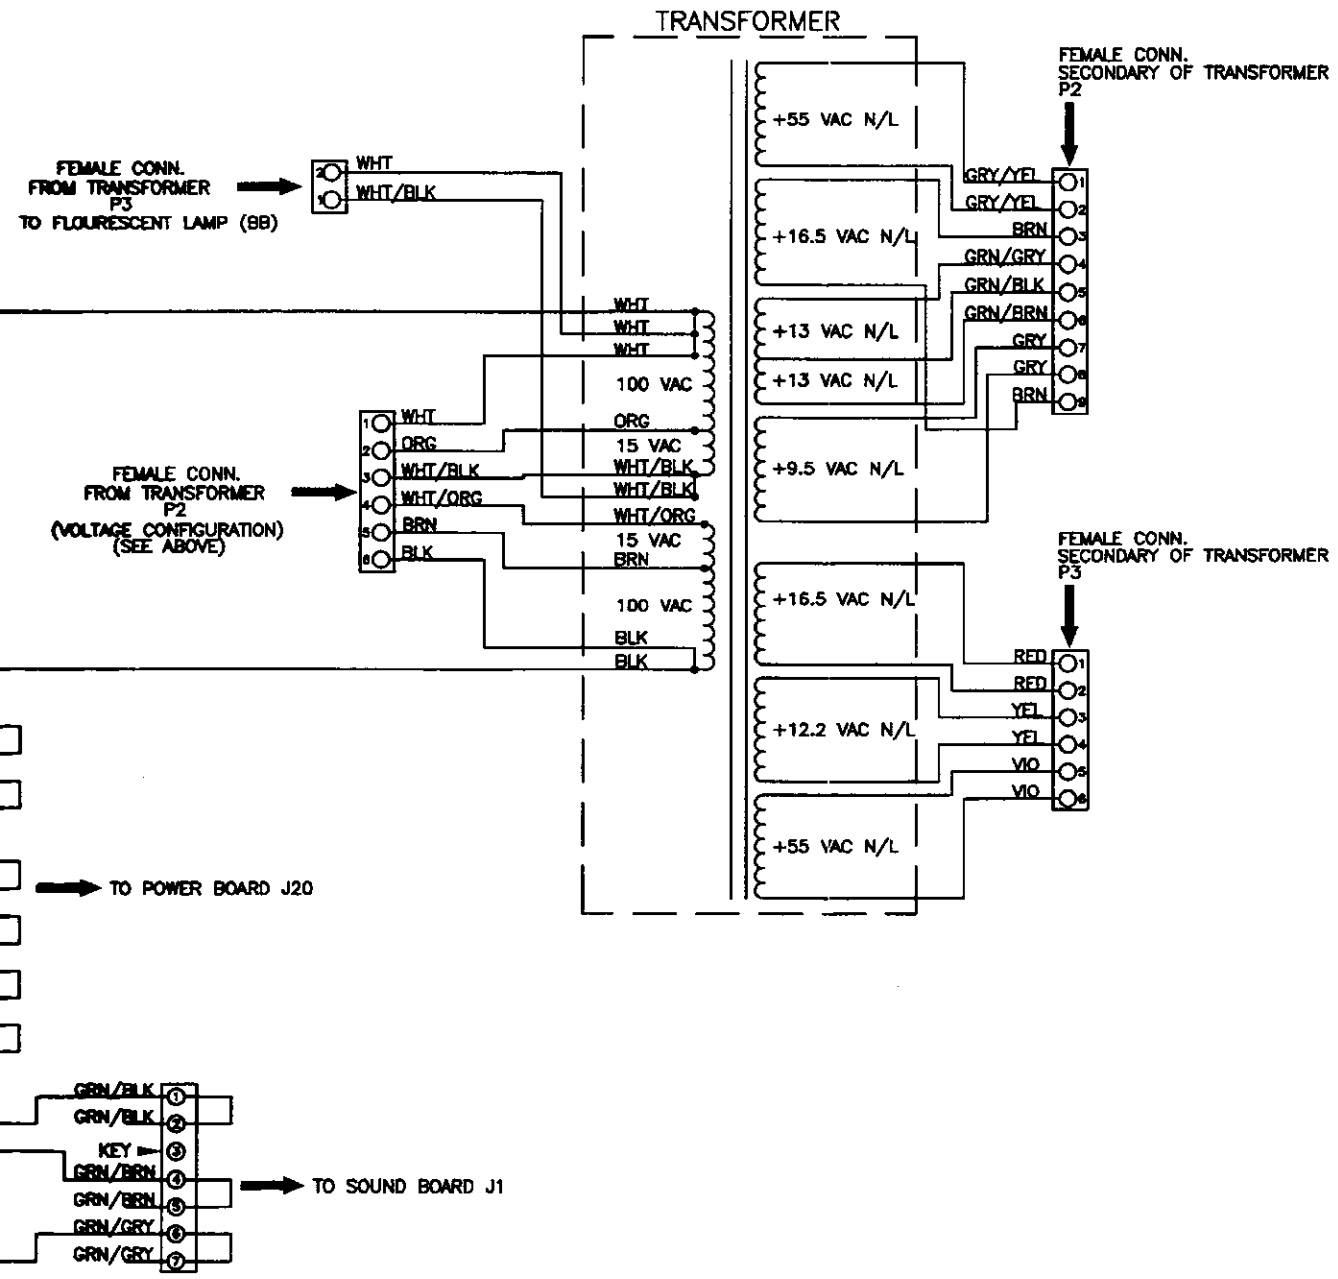 TRANSFORMER
FEMALE CONN.
SECONDARY OF TRANSFORMER
P2
+55 VAC N/L
FEMALE CONN.
FROM TRANSFORMER
P3
TO FLOURESCENT LAMP (BB)
2
1
WHT
WHT/BLK
GRY/YEL
GRY/YEL
BRN
GRN/GRY
GRN/BLK
GRN/BRN
GRY
GRY
BRN
1
2
3
4
5
6
7
8
9
+16.5 VAC N/L
+13 VAC N/L
+13 VAC N/L
+9.5 VAC N/L
WHT
WHT
WHT
100 VAC
ORG
15 VAC
WHT/BLK
WHT/BLK
WHT/ORG
15 VAC
BRN
100 VAC
BLK
BLK
FEMALE CONN.
FROM TRANSFORMER
P2
(VOLTAGE CONFIGURATION)
(SEE ABOVE)
1
2
3
4
5
6
WHT
ORG
WHT/BLK
WHT/ORG
BRN
BLK
FEMALE CONN.
SECONDARY OF TRANSFORMER
P3
+16.5 VAC N/L
+12.2 VAC N/L
+55 VAC N/L
RED
RED
YEL
YEL
VIO
VIO
1
2
3
4
5
6
TO POWER BOARD J20
GRN/BLK 1
GRN/BLK 2
KEY 3
GRN/BRN 4
GRN/BRN 5
GRN/GRY 6
GRN/GRY 7
TO SOUND BOARD J1